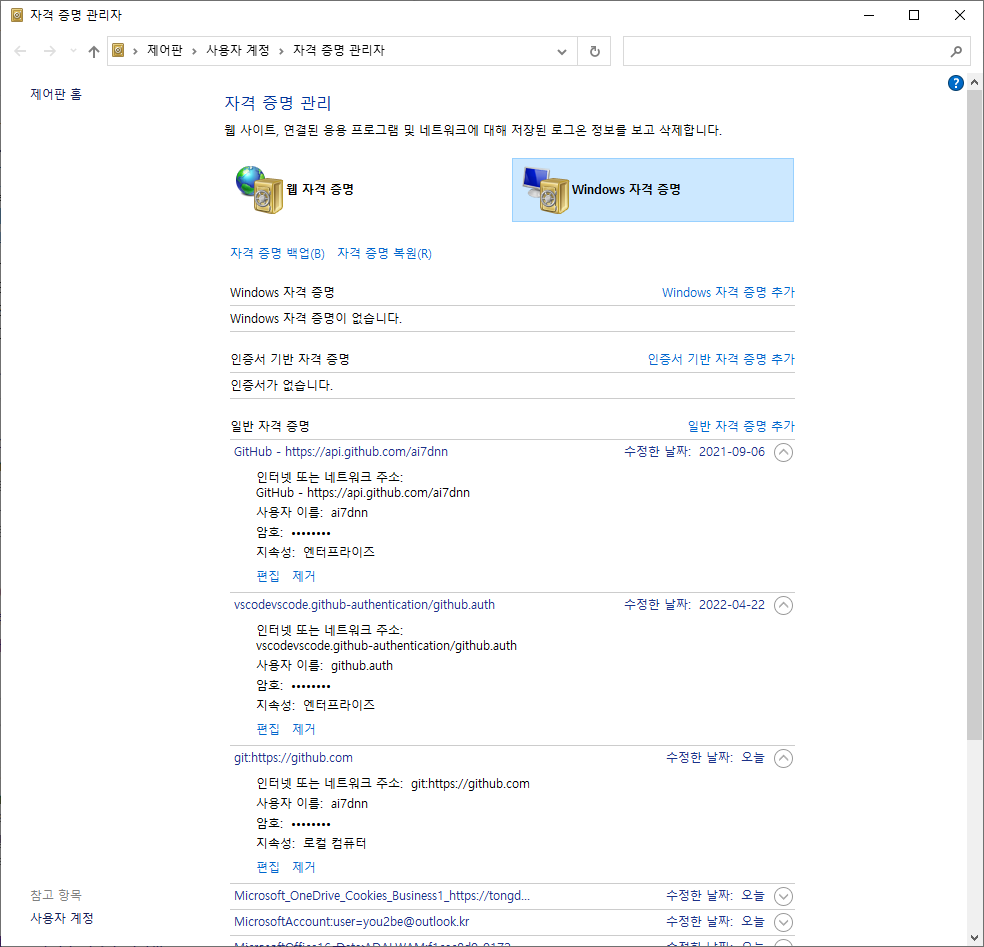 자격 증명 관리자
제어판 › 사용자 계정 › 자격 증명 관리자
제어판 홈
자격 증명 관리
웹 사이트, 연결된 응용 프로그램 및 네트워크에 대해 저장된 로그온 정보를 보고 삭제합니다.
웹 자격 증명
Windows 자격 증명
자격 증명 백업(B) 자격 증명 복원(R)
Windows 자격 증명 Windows 자격 증명 추가
Windows 자격 증명이 없습니다.
인증서 기반 자격 증명 인증서 기반 자격 증명 추가
인증서가 없습니다.
일반 자격 증명 일반 자격 증명 추가
GitHub - https://api.github.com/ai7dnn 수정한 날짜: 2021-09-06
인터넷 또는 네트워크 주소:
GitHub - https://api.github.com/ai7dnn
사용자 이름: ai7dnn
암호: ••••••••
지속성: 엔터프라이즈
편집 제거
vscodevscode.github-authentication/github.auth 수정한 날짜: 2022-04-22
인터넷 또는 네트워크 주소:
vscodevscode.github-authentication/github.auth
사용자 이름: github.auth
암호: ••••••••
지속성: 엔터프라이즈
편집 제거
git:https://github.com 수정한 날짜: 오늘
인터넷 또는 네트워크 주소: git:https://github.com
사용자 이름: ai7dnn
암호: ••••••••
지속성: 로컬 컴퓨터
편집 제거
Microsoft_OneDrive_Cookies_Business1_https://tongd... 수정한 날짜: 오늘
MicrosoftAccount:user=you2be@outlook.kr 수정한 날짜: 오늘
참고 항목
사용자 계정